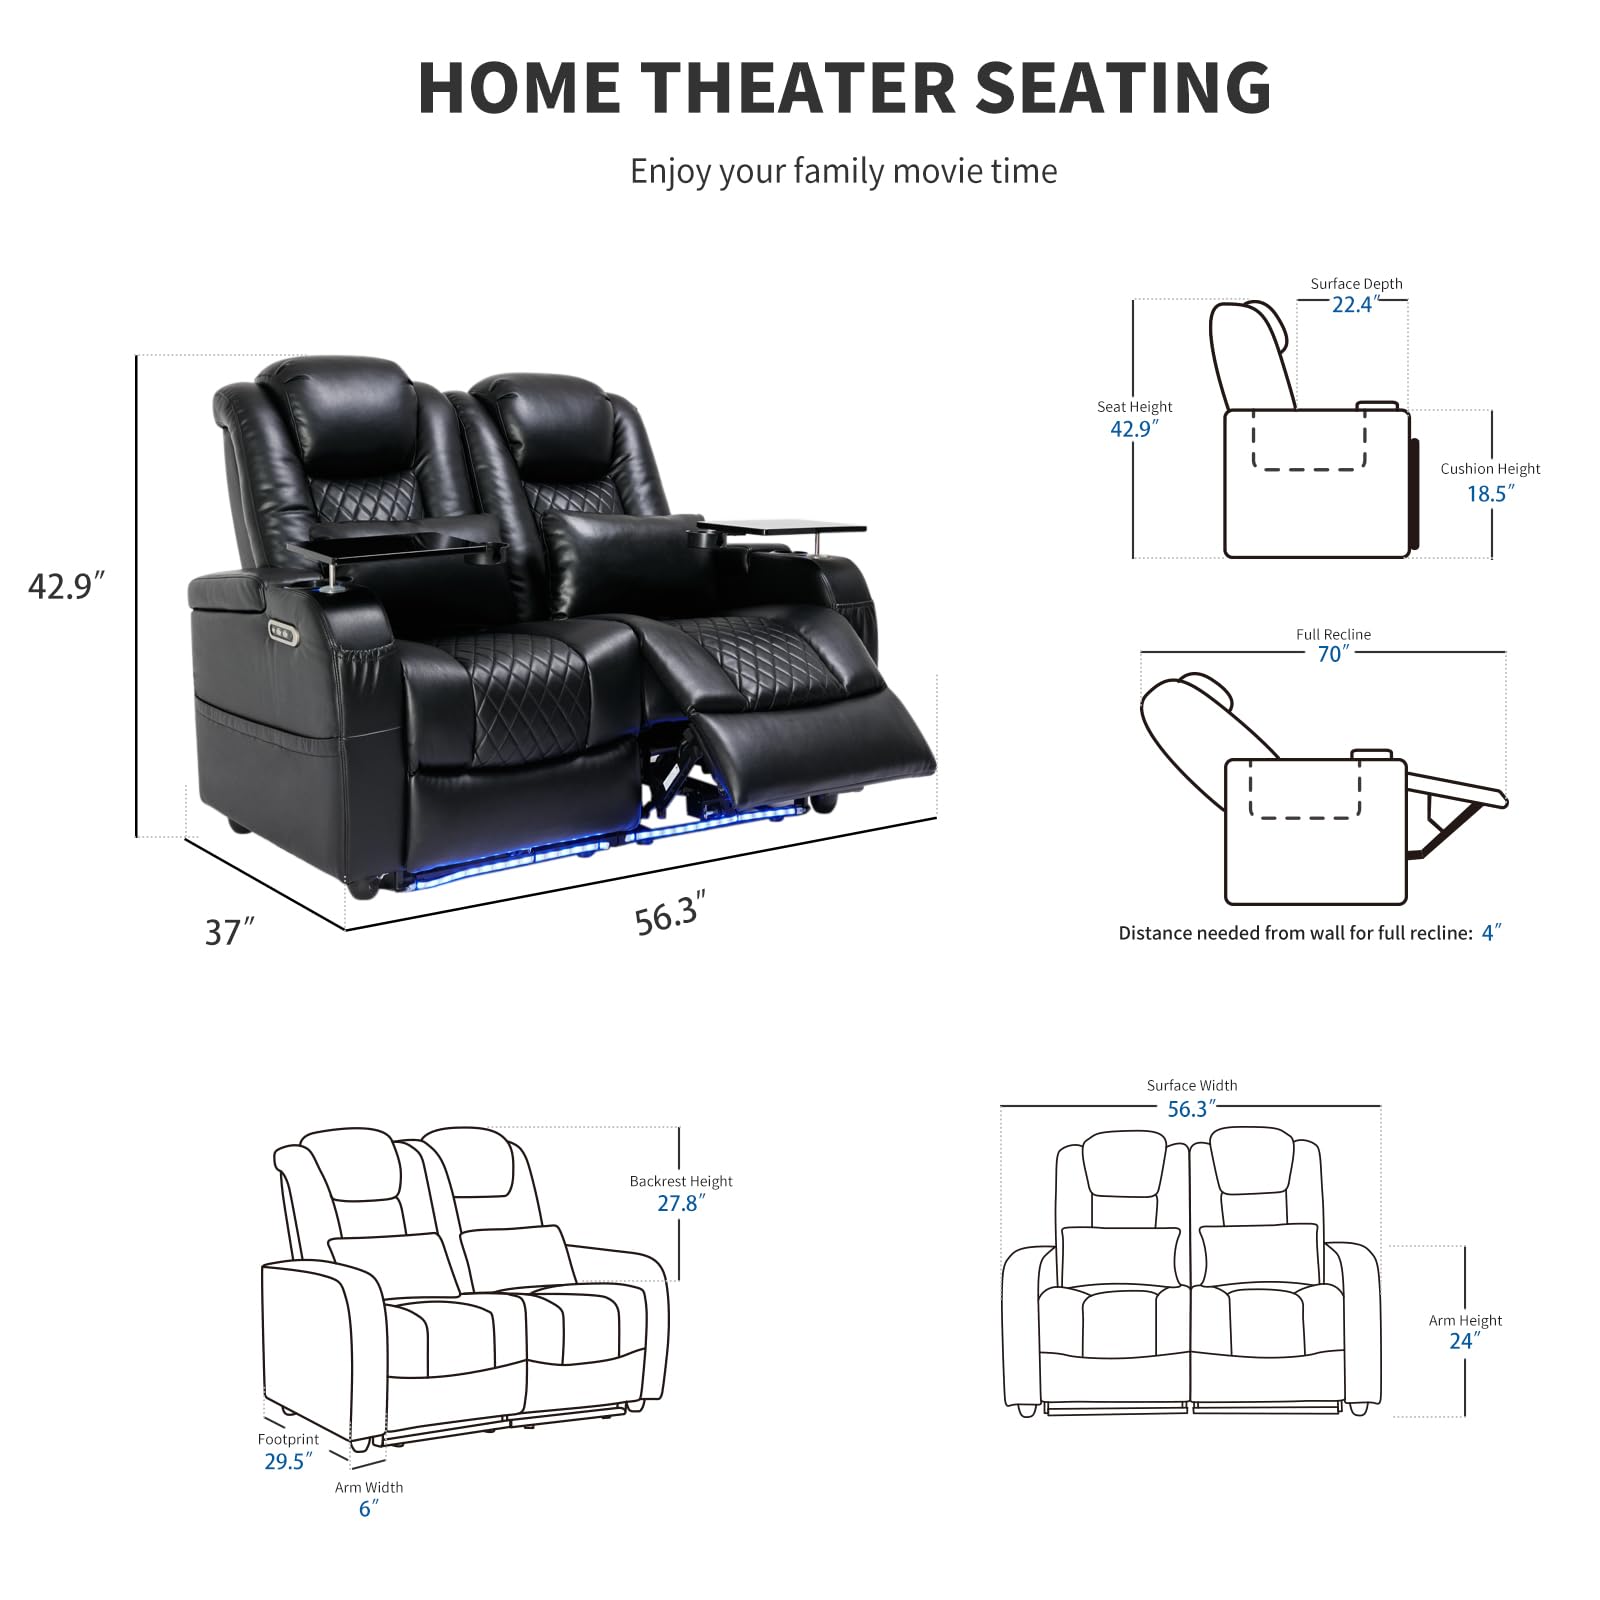 HOME THEATER SEATING
Enjoy your family movie time
42.9"
37"
56.3"
Surface Depth
22.4"
Seat Height
42.9"
Cushion Height
18.5"
Full Recline
70"
Distance needed from wall for full recline: 4"
Backrest Height
27.8"
Footprint
29.5"
Arm Width
6"
Surface Width
56.3"
Arm Height
24"